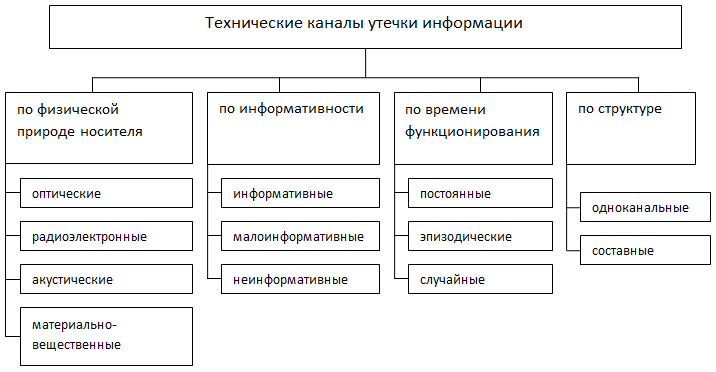 Технические каналы утечки информации
по физической
природе носителя
оптические
радиоэлектронные
акустические
материально-
вещественные
по информативности
информативные
малоинформативные
неинформативные
по времени
функционирования
постоянные
эпизодические
случайные
по структуре
одноканальные
составные